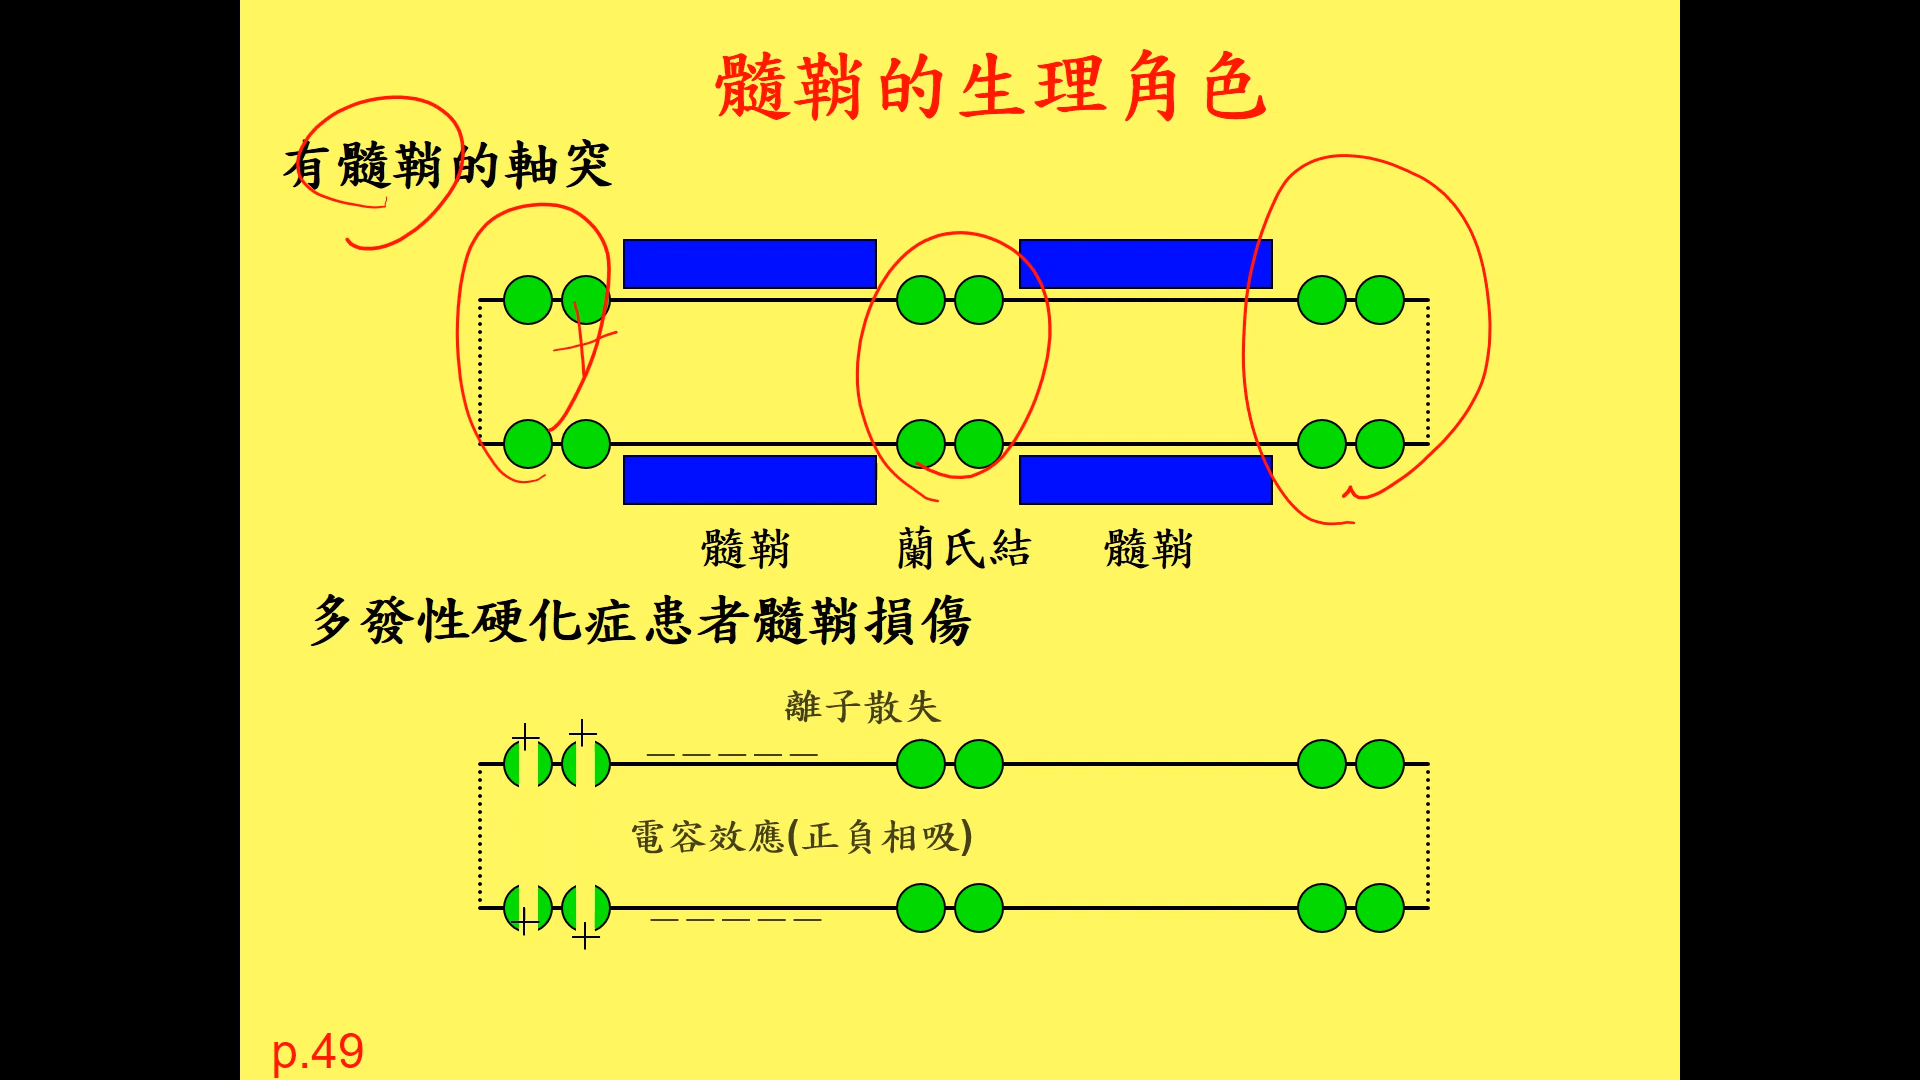 髓鞘的生理角色
有髓鞘的軸突
髓鞘 蘭氏結 髓鞘
多發性硬化症患者髓鞘損傷
離子散失
電容效應(正負相吸)
p.49